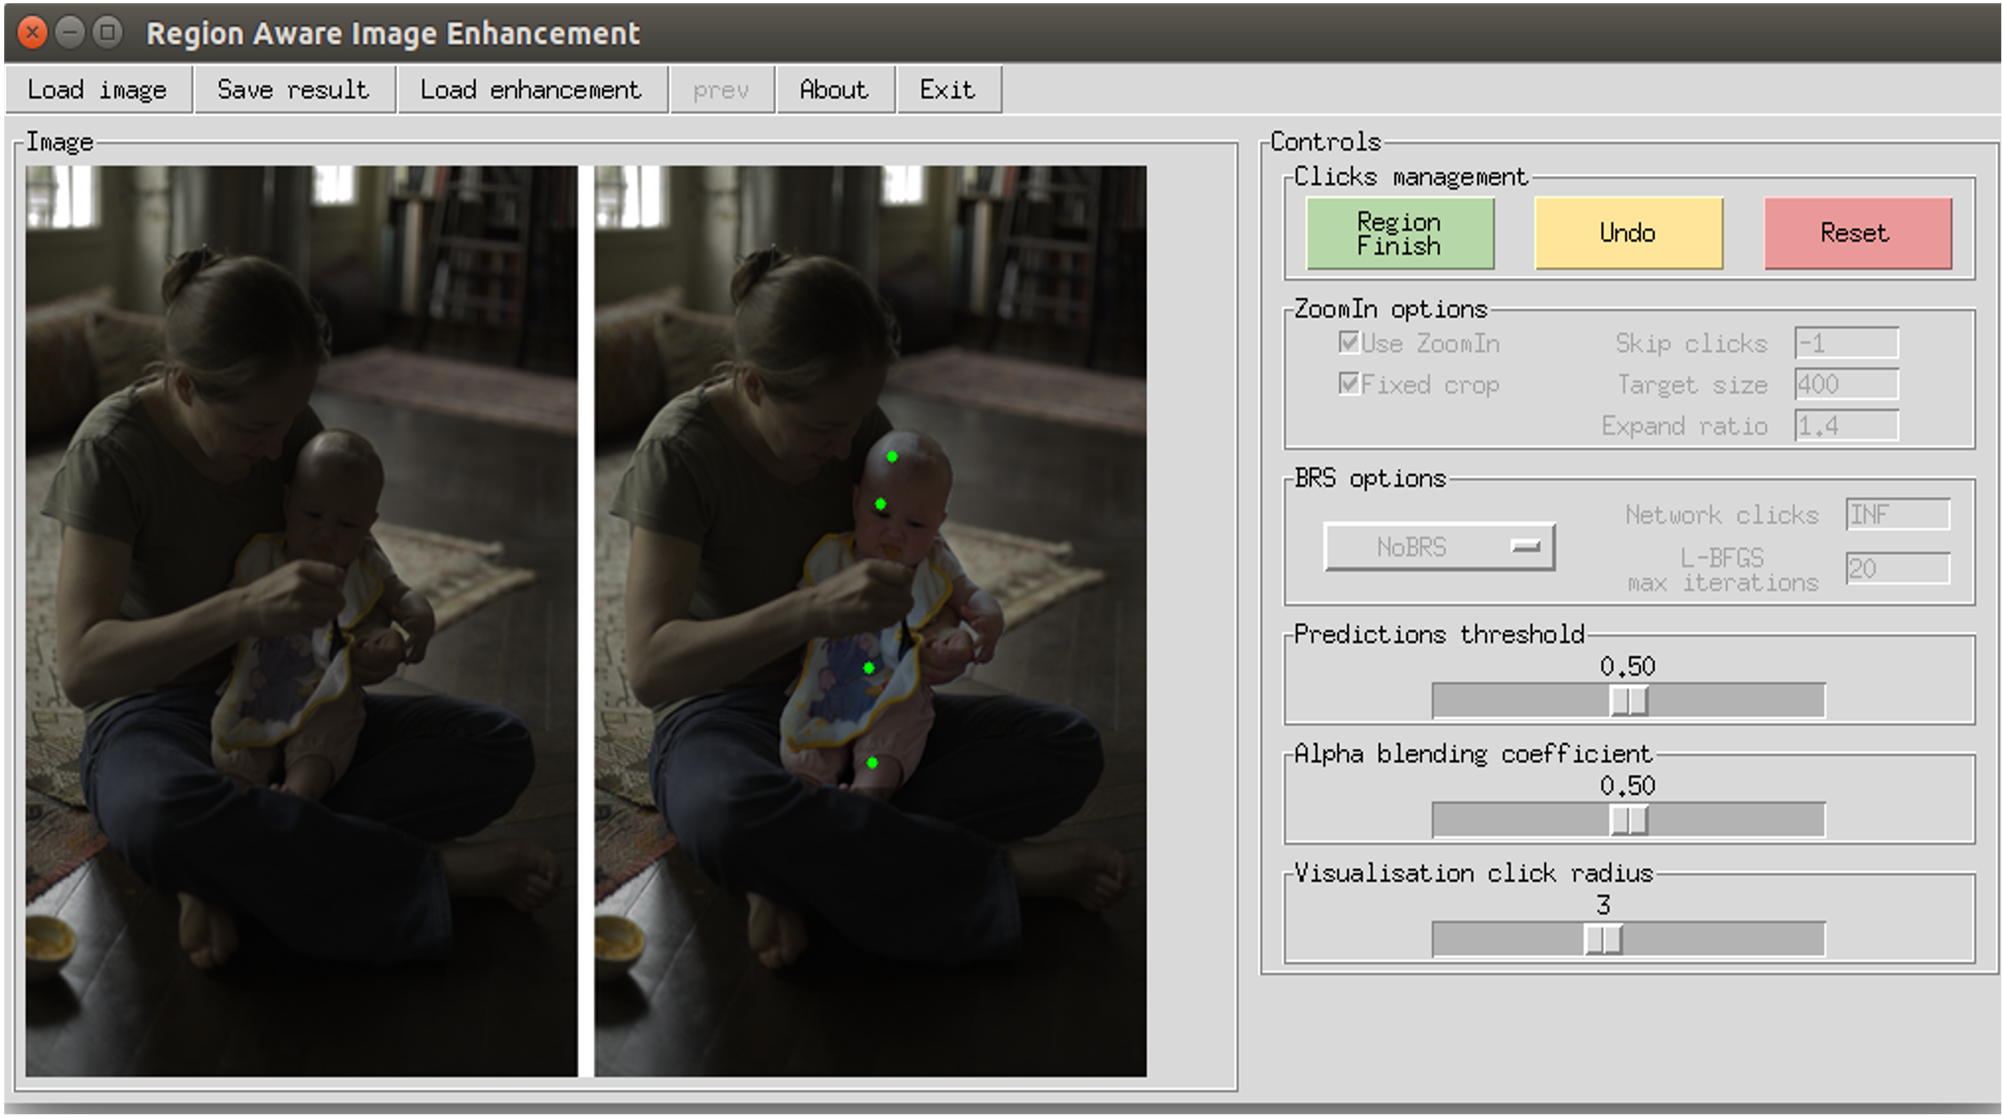 Region Aware Image Enhancement
Load image Save result Load enhancement prev About Exit
Image
Controls
Clicks management
Region
Finish
Undo
Reset
ZoomIn options
Use ZoomIn
Skip clicks -1
Fixed crop
Target size 400
Expand ratio 1.4
BRS options
NoBRS
Network clicks INF
L-BFGS
max iterations 20
Predictions threshold
0.50
Alpha blending coefficient
0.50
Visualisation click radius
3